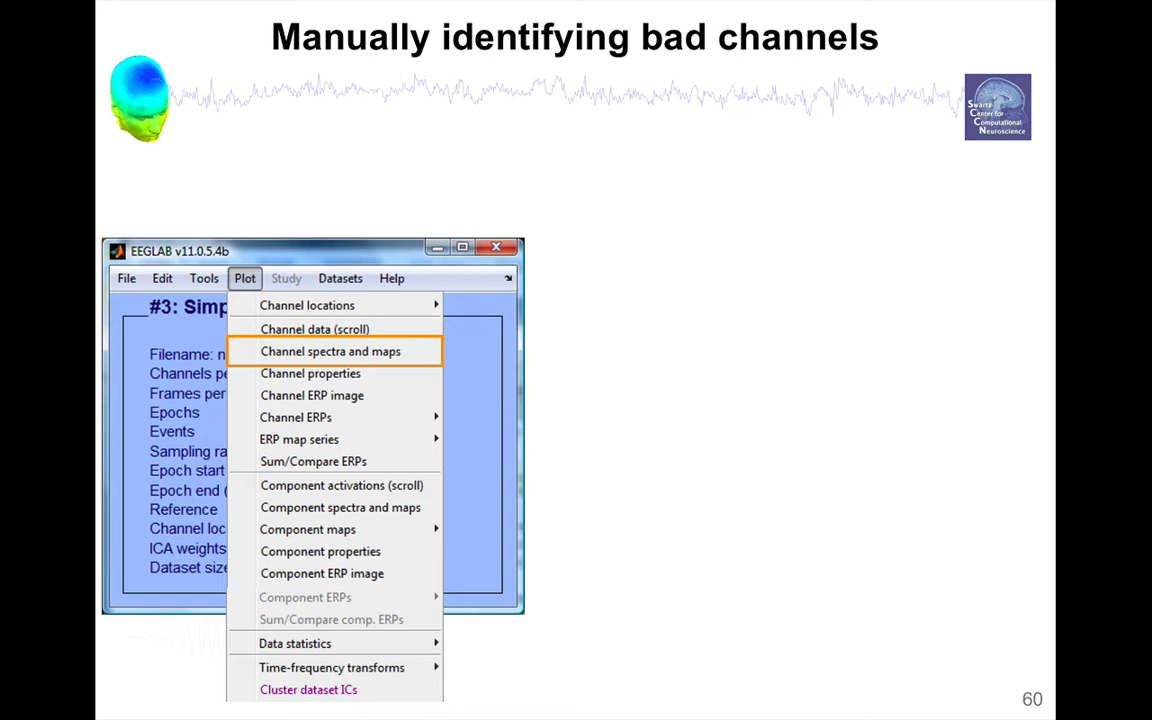 Manually identifying bad channels
Swartz
Center for
Computational
Neuroscience
EEGLAB v11.0.5.4b
File Edit Tools Plot Study Datasets Help
#3: Simp
Channel locations
Channel data (scroll)
Filename: n
Channel spectra and maps
Channels pe
Channel properties
Frames per
Channel ERP image
Epochs
Channel ERPs
Events
ERP map series
Sampling ra
Sum/Compare ERPs
Epoch start
Component activations (scroll)
Epoch end (
Component spectra and maps
Reference
Channel loc
Component maps
ICA weights
Component properties
Dataset size
Component ERP image
Component ERPs
Sum/Compare comp. ERPs
Data statistics
Time-frequency transforms
Cluster dataset ICs
60